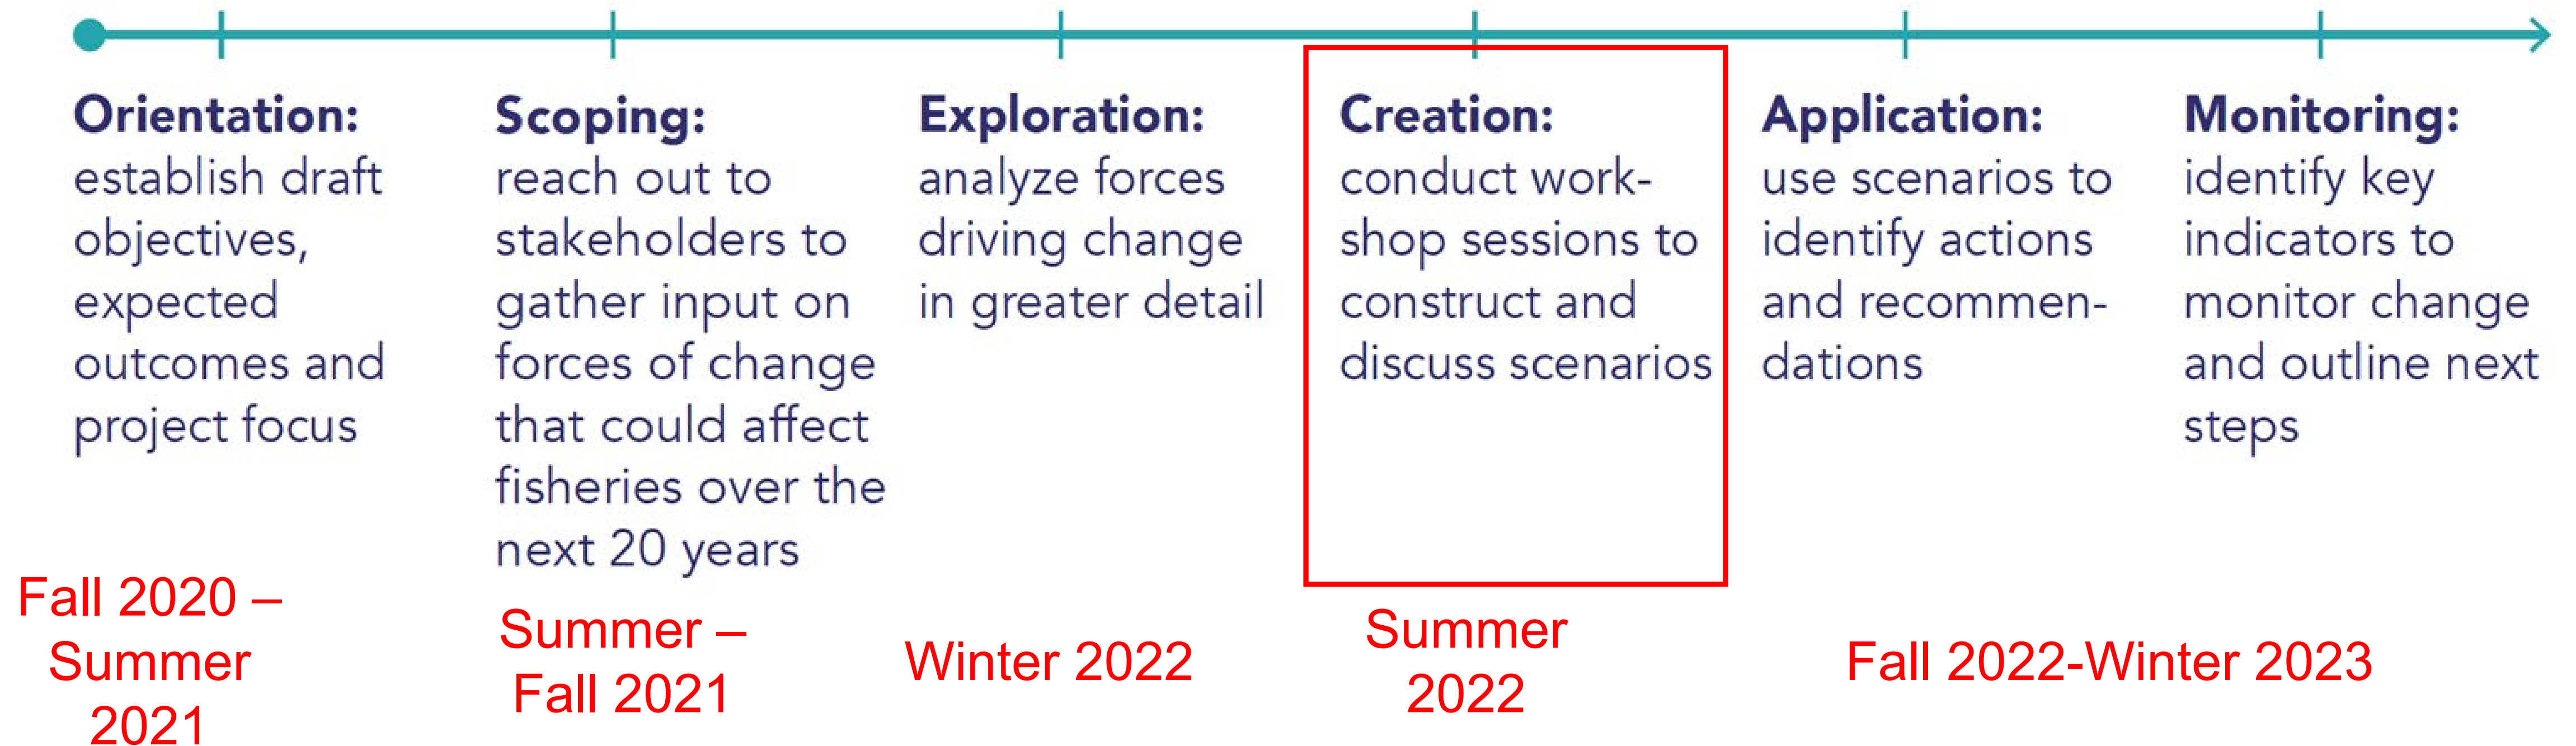 Orientation:
establish draft
objectives,
expected
outcomes and
project focus
Fall 2020 –
Summer
2021
Scoping:
reach out to
stakeholders to
gather input on
forces of change
that could affect
fisheries over the
next 20 years
Summer –
Fall 2021
Exploration:
analyze forces
driving change
in greater detail
Winter 2022
Creation:
conduct work-
shop sessions to
construct and
discuss scenarios
Summer
2022
Application:
use scenarios to
identify actions
and recommen-
dations
Monitoring:
identify key
indicators to
monitor change
and outline next
steps
Fall 2022-Winter 2023